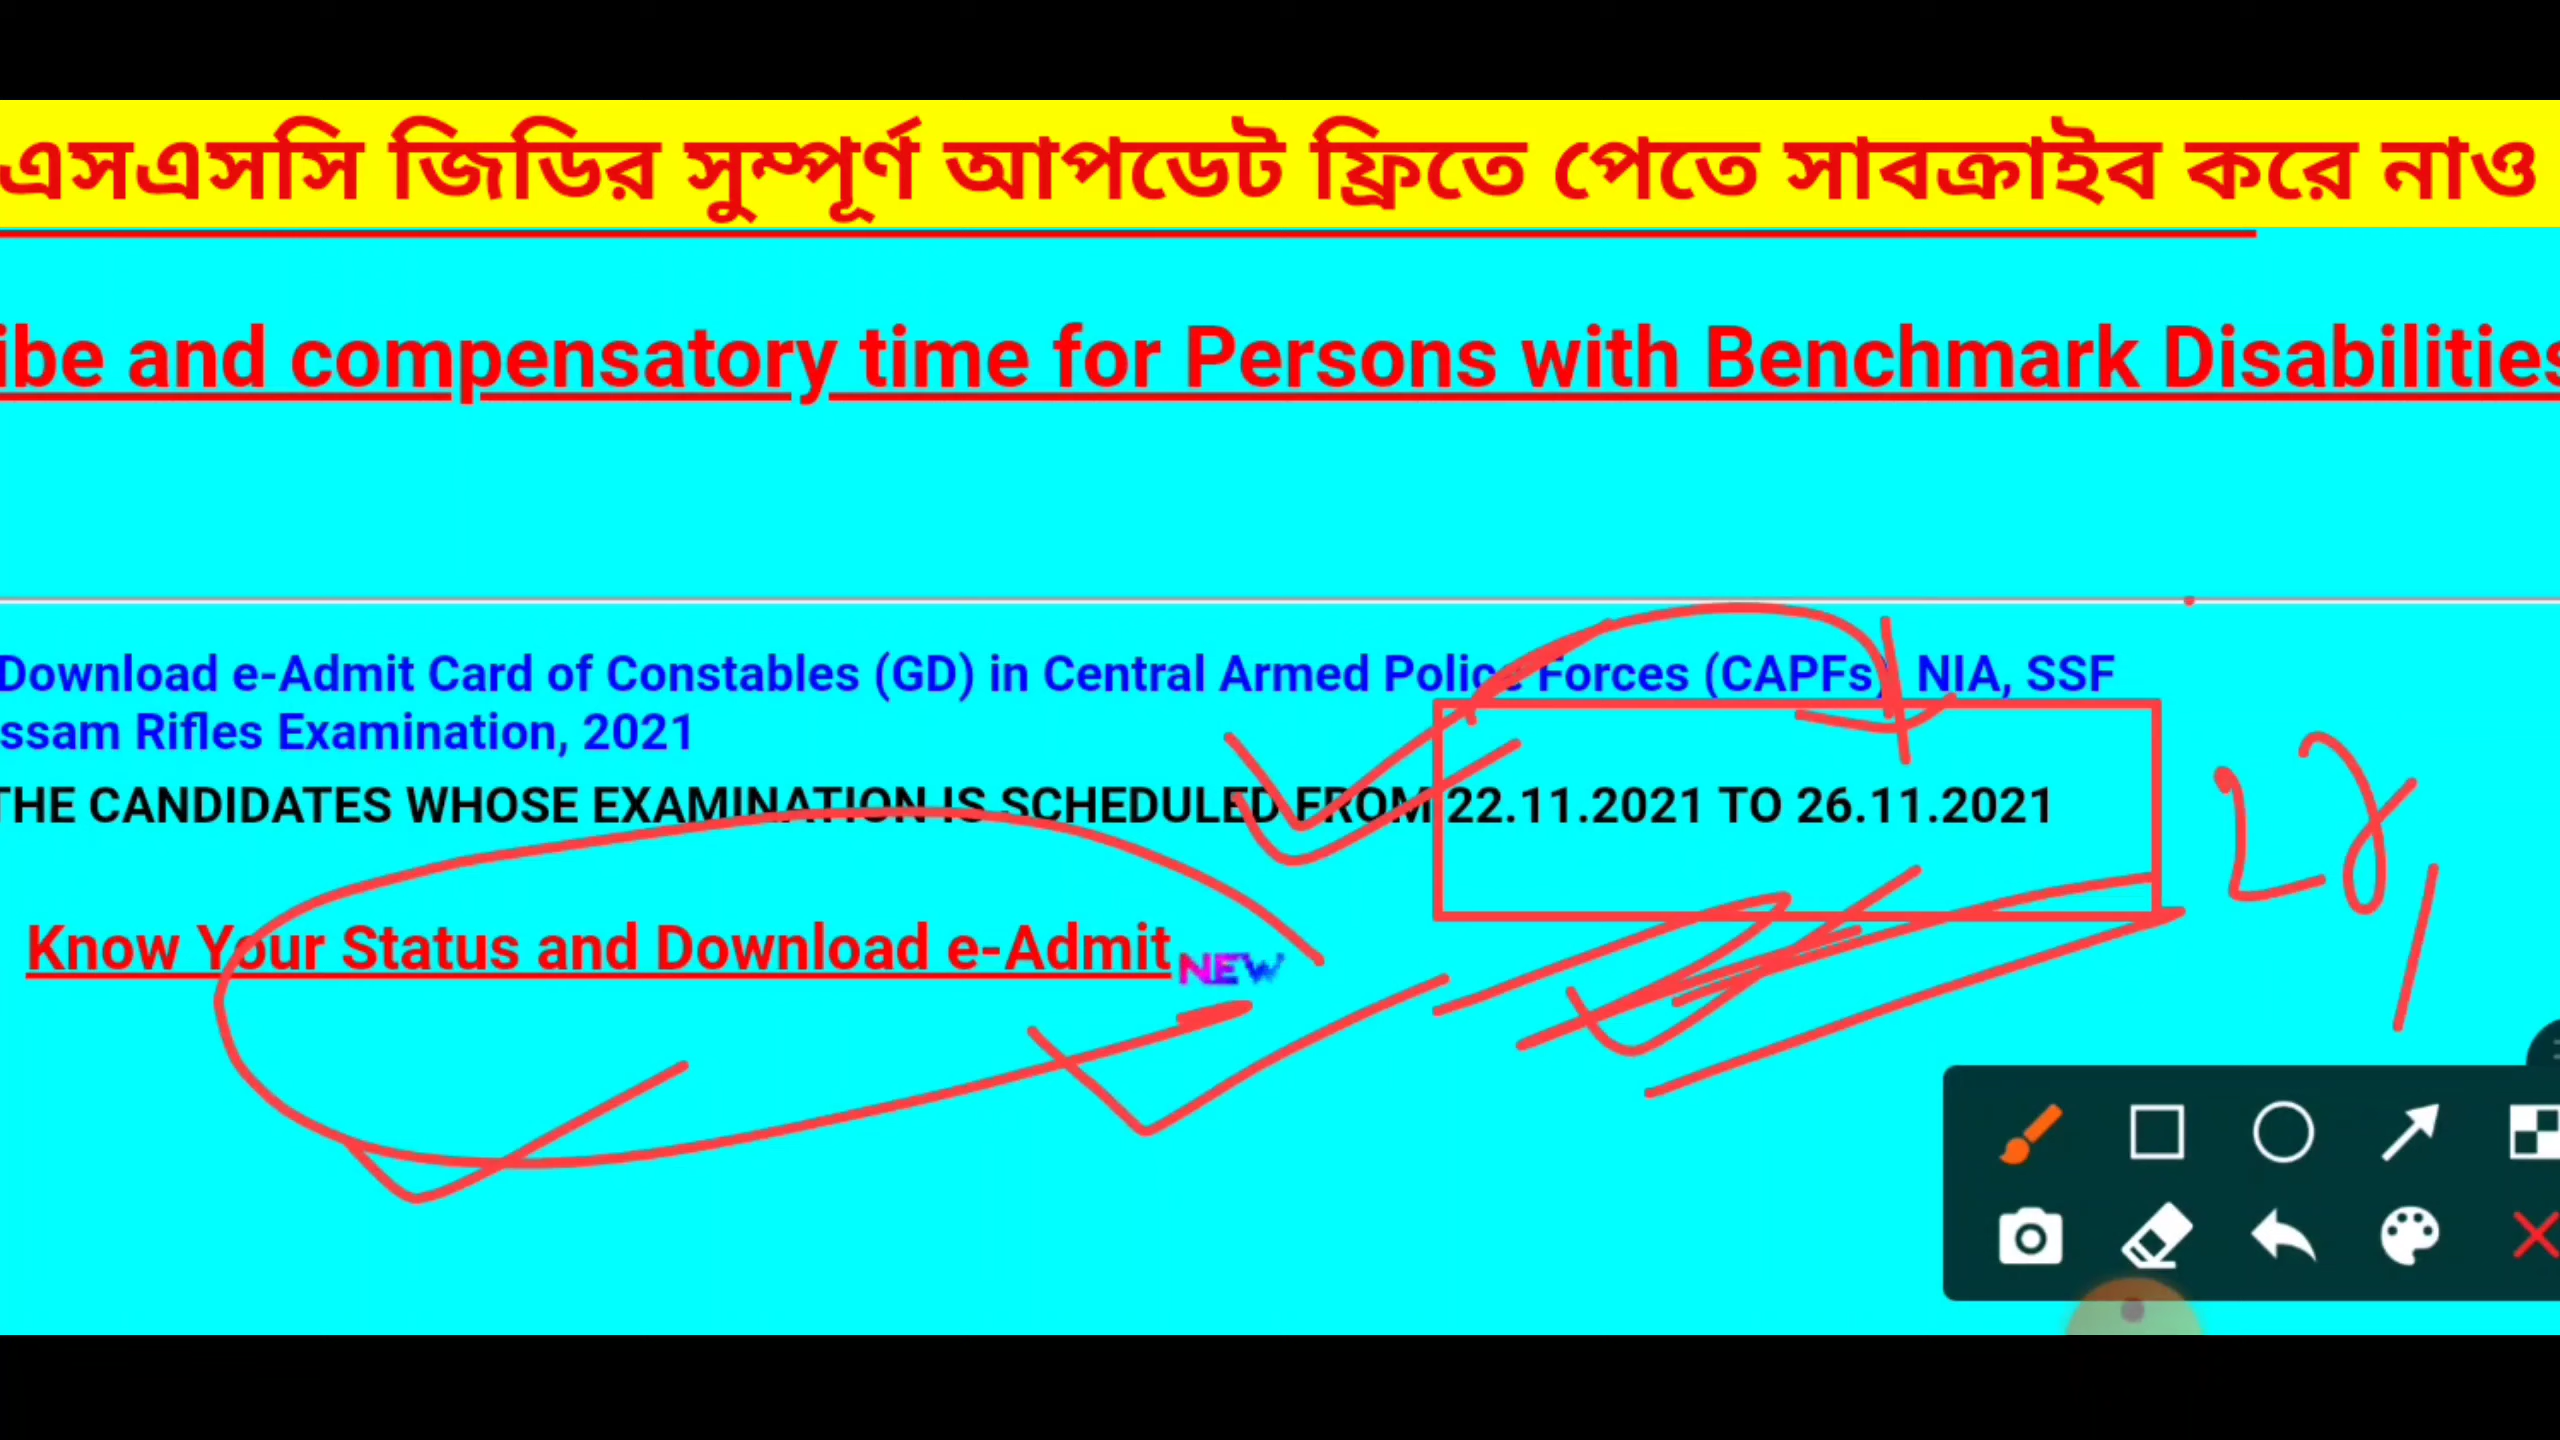 এসএসসি জিডির সুম্পূর্ণ আপডেট ফ্রিতে পেতে সাবক্রাইব করে নাও
ibe and compensatory time for Persons with Benchmark Disabilities
Download e-Admit Card of Constables (GD) in Central Armed Police Forces (CAPFs), NIA, SSF
ssam Rifles Examination, 2021
THE CANDIDATES WHOSE EXAMINATION IS SCHEDULED FROM 22.11.2021 TO 26.11.2021
Know Your Status and Download e-Admit NEW